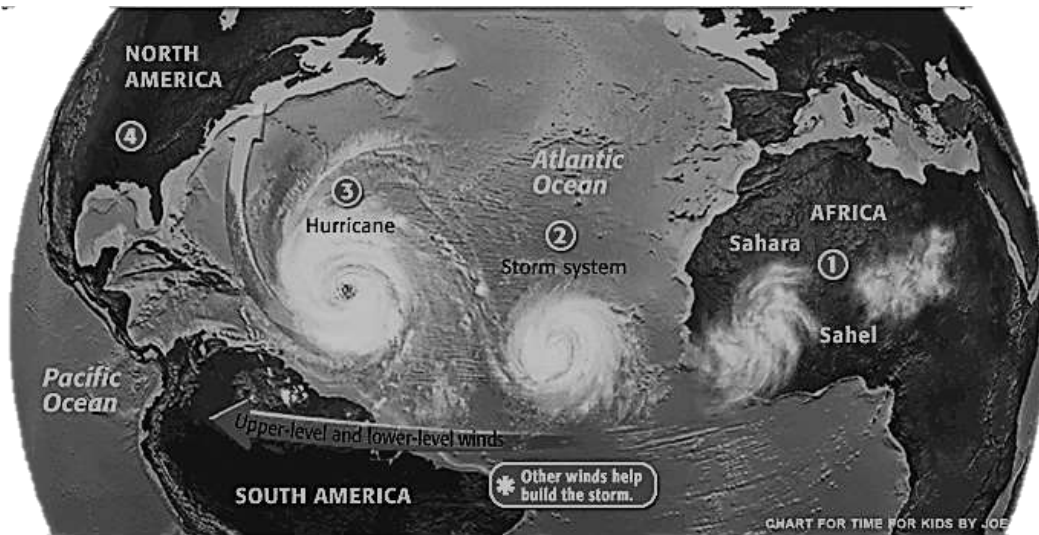 NORTH
AMERICA
4
3
Hurricane
Atlantic
Ocean
2
Storm system
AFRICA
Sahara
1
Sahel
Pacific
Ocean
Upper-level and lower-level winds
SOUTH AMERICA
* Other winds help
build the storm.
CHART FOR TIME FOR KIDS BY JOE